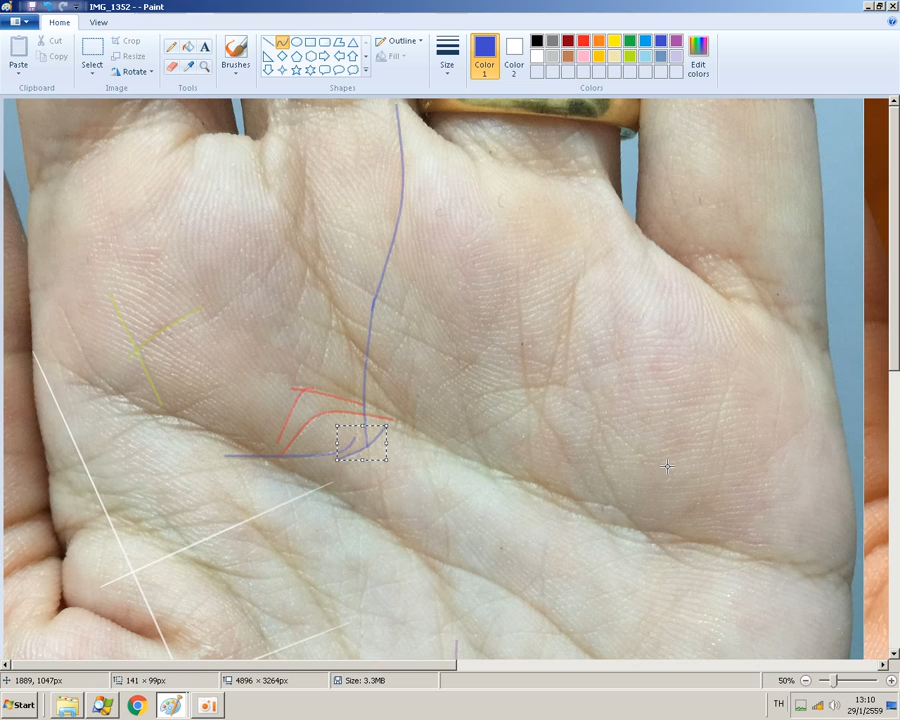 IMG_1352 - - Paint
Home
View
Paste
Cut
Copy
Clipboard
Select
Crop
Resize
Rotate
Image
Tools
Brushes
Shapes
Outline
Fill
Size
Color 1
Color 2
Edit colors
Colors
1889, 1047px
141 × 99px
4896 × 3264px
Size: 3.3MB
50%
Start
TH
13:10
29/1/2559